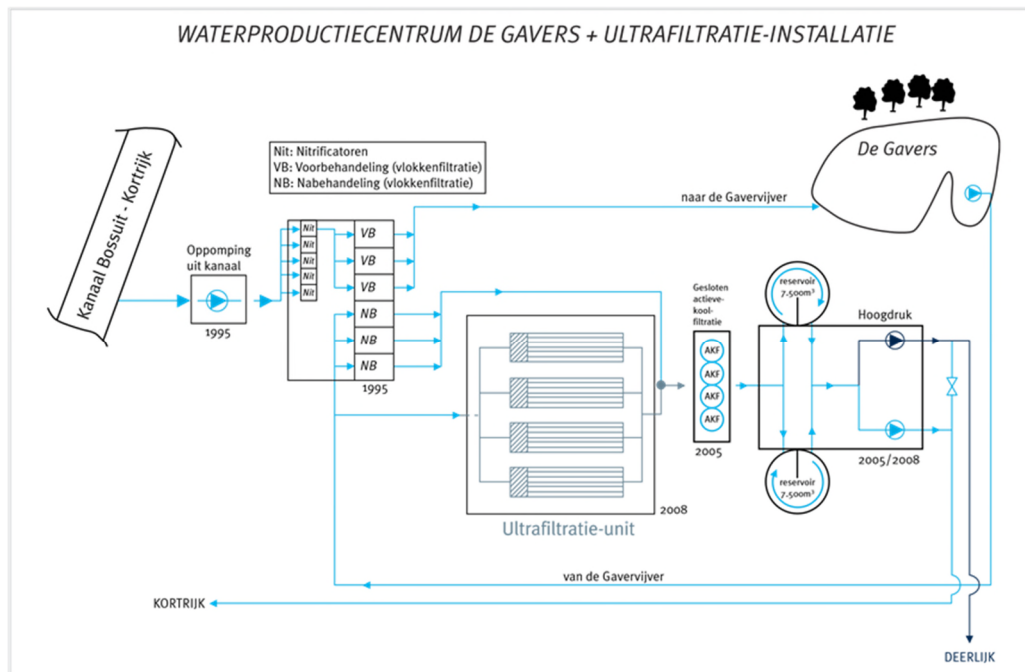 WATERPRODUCTIECENTRUM DE GAVERS + ULTRAFILTRATIE-INSTALLATIE
De Gavers
Kanaal Bossuit - Kortrijk
Nit: Nitrificatoren
VB: Voorbehandeling (vlokkenfiltratie)
NB: Nabehandeling (vlokkenfiltratie)
naar de Gavervijver
Oppomping
uit kanaal
1995
Nit
Nit
Nit
Nit
Nit
VB
VB
VB
NB
NB
NB
1995
Ultrafiltratie-unit
2008
Gesloten
actieve-
kool-
filtratie
AKF
AKF
AKF
AKF
2005
reservoir
7.500m³
reservoir
7.500m³
Hoogdruk
2005/2008
van de Gavervijver
KORTRIJK
DEERLIJK